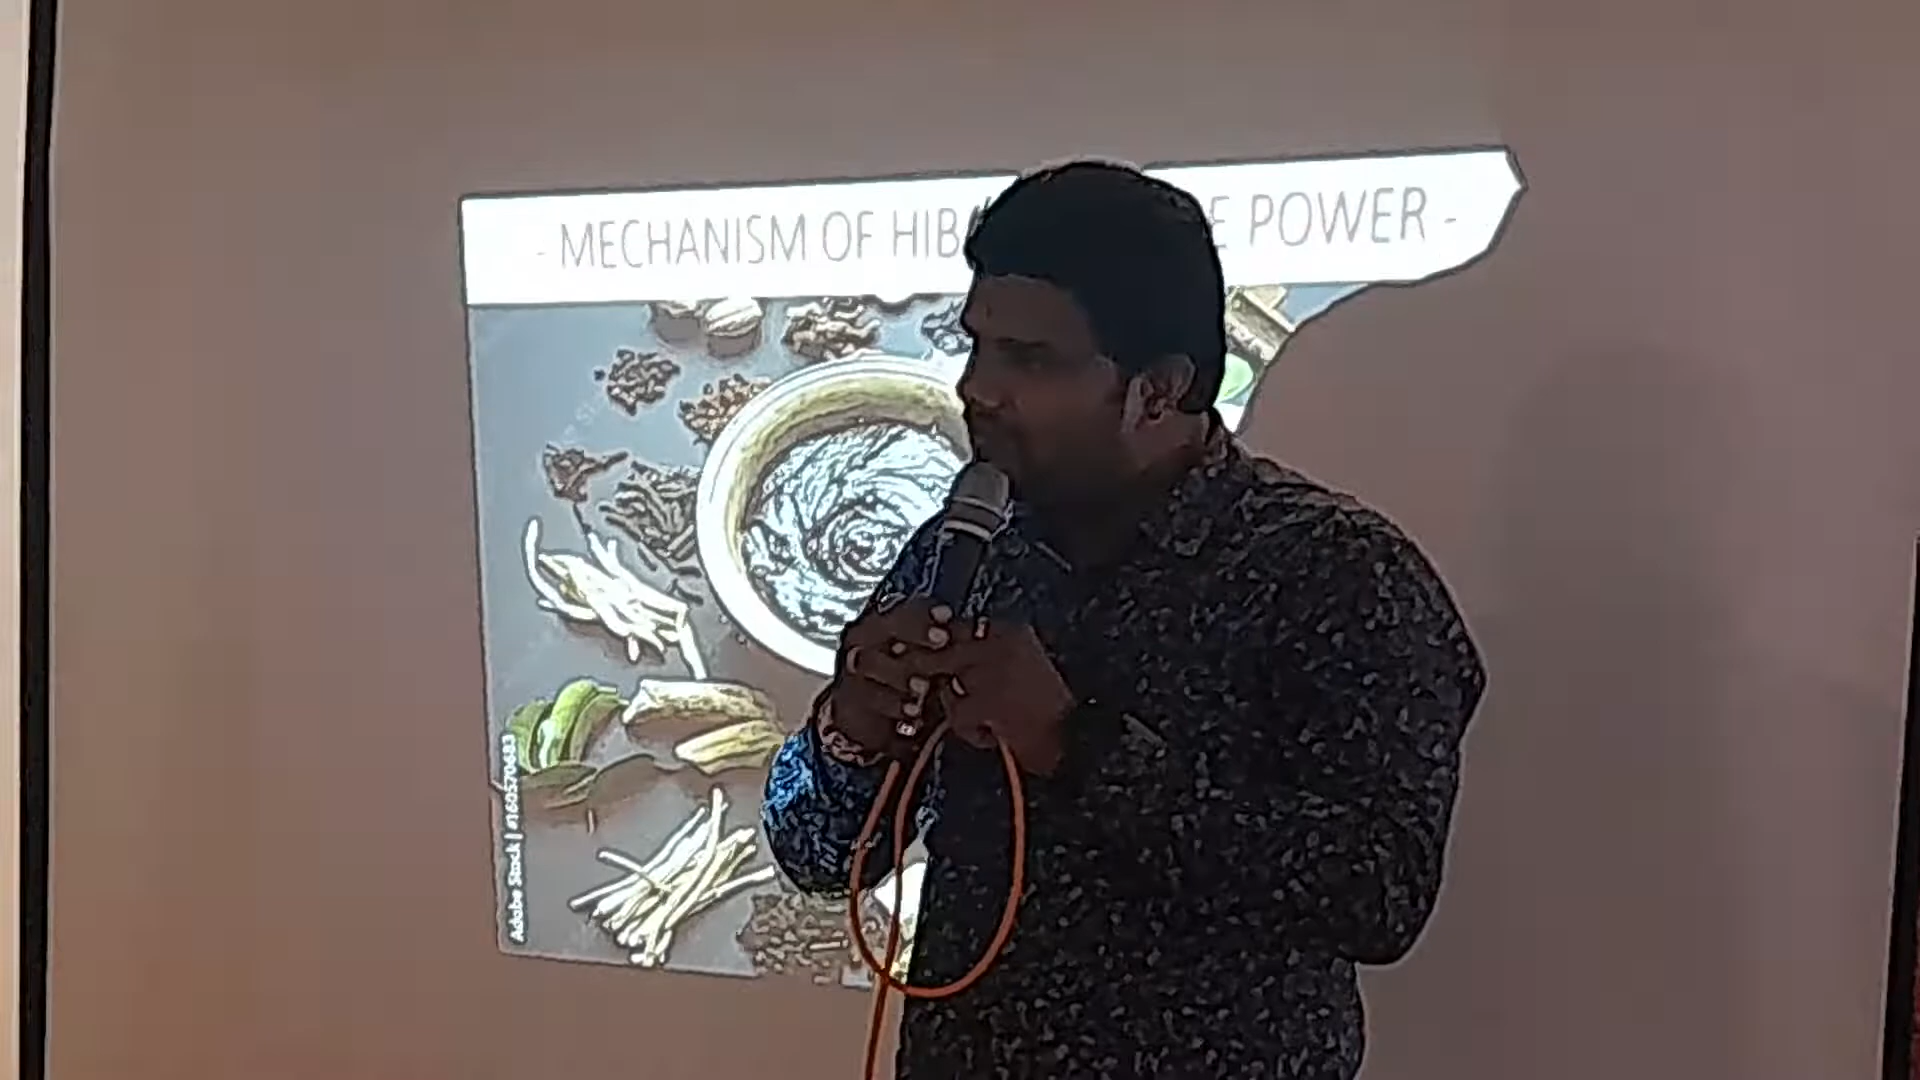 - MECHANISM OF HIB E POWER -
Adobe Stock | #160570683